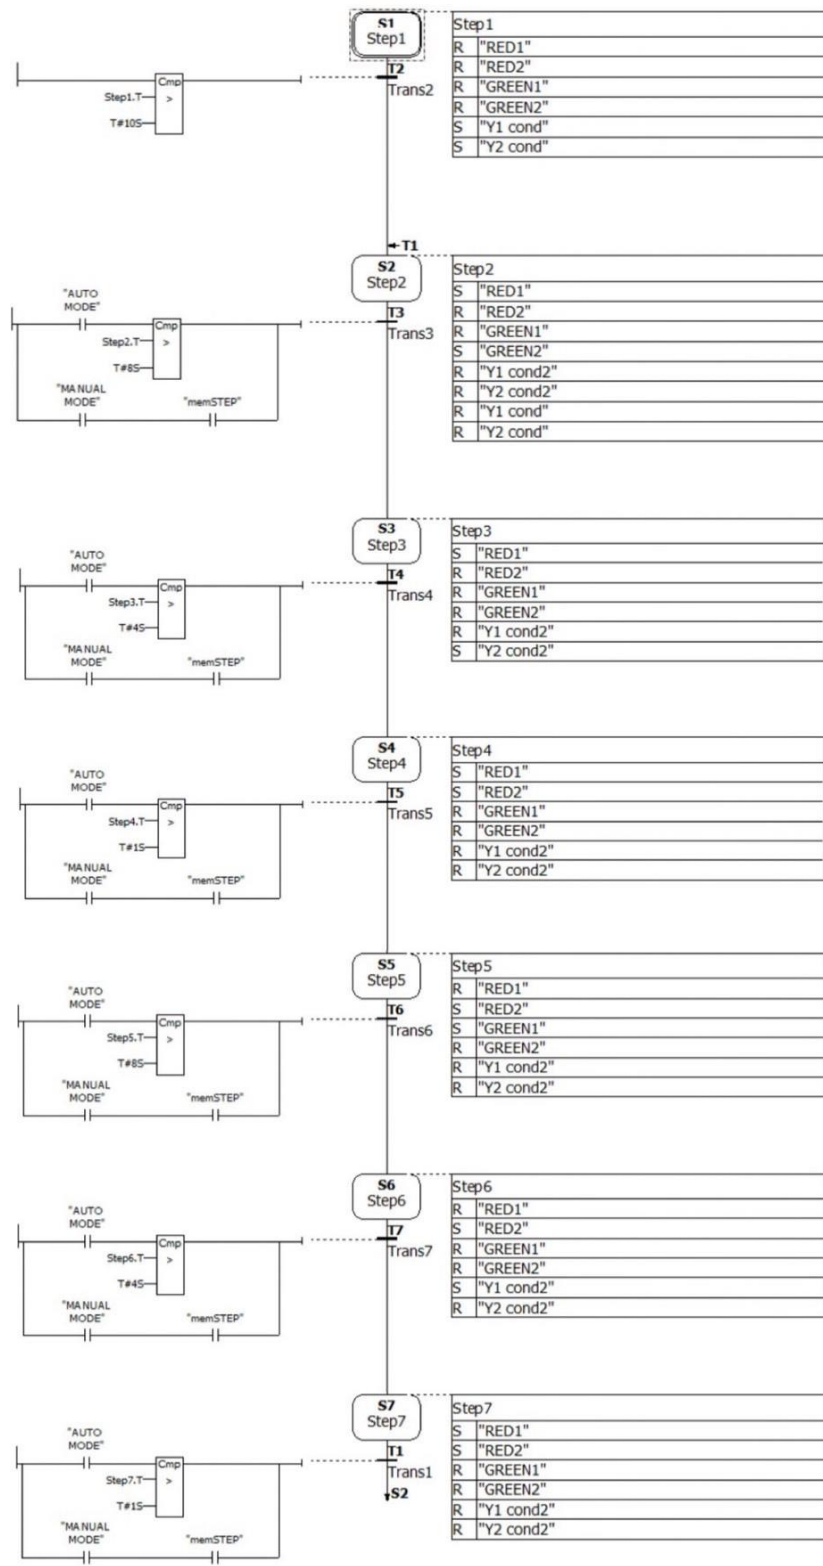 S1
Step1
Step1
R "RED1"
R "RED2"
R "GREEN1"
R "GREEN2"
S "Y1 cond"
S "Y2 cond"
T2
Trans2
Cmp
Step1.T
>
T#10S
T1
S2
Step2
Step2
S "RED1"
R "RED2"
R "GREEN1"
S "GREEN2"
R "Y1 cond2"
R "Y2 cond2"
R "Y1 cond"
R "Y2 cond"
T3
Trans3
"AUTO
MODE"
Cmp
Step2.T
>
T#8S
"MANUAL
MODE"
"memSTEP"
S3
Step3
Step3
S "RED1"
R "RED2"
R "GREEN1"
R "GREEN2"
R "Y1 cond2"
S "Y2 cond2"
T4
Trans4
"AUTO
MODE"
Cmp
Step3.T
>
T#4S
"MANUAL
MODE"
"memSTEP"
S4
Step4
Step4
S "RED1"
S "RED2"
R "GREEN1"
R "GREEN2"
R "Y1 cond2"
R "Y2 cond2"
T5
Trans5
"AUTO
MODE"
Cmp
Step4.T
>
T#1S
"MANUAL
MODE"
"memSTEP"
S5
Step5
Step5
R "RED1"
S "RED2"
S "GREEN1"
R "GREEN2"
R "Y1 cond2"
R "Y2 cond2"
T6
Trans6
"AUTO
MODE"
Cmp
Step5.T
>
T#8S
"MANUAL
MODE"
"memSTEP"
S6
Step6
Step6
R "RED1"
S "RED2"
R "GREEN1"
R "GREEN2"
S "Y1 cond2"
R "Y2 cond2"
T7
Trans7
"AUTO
MODE"
Cmp
Step6.T
>
T#4S
"MANUAL
MODE"
"memSTEP"
S7
Step7
Step7
S "RED1"
S "RED2"
R "GREEN1"
R "GREEN2"
R "Y1 cond2"
R "Y2 cond2"
T1
Trans1
S2
"AUTO
MODE"
Cmp
Step7.T
>
T#1S
"MANUAL
MODE"
"memSTEP"